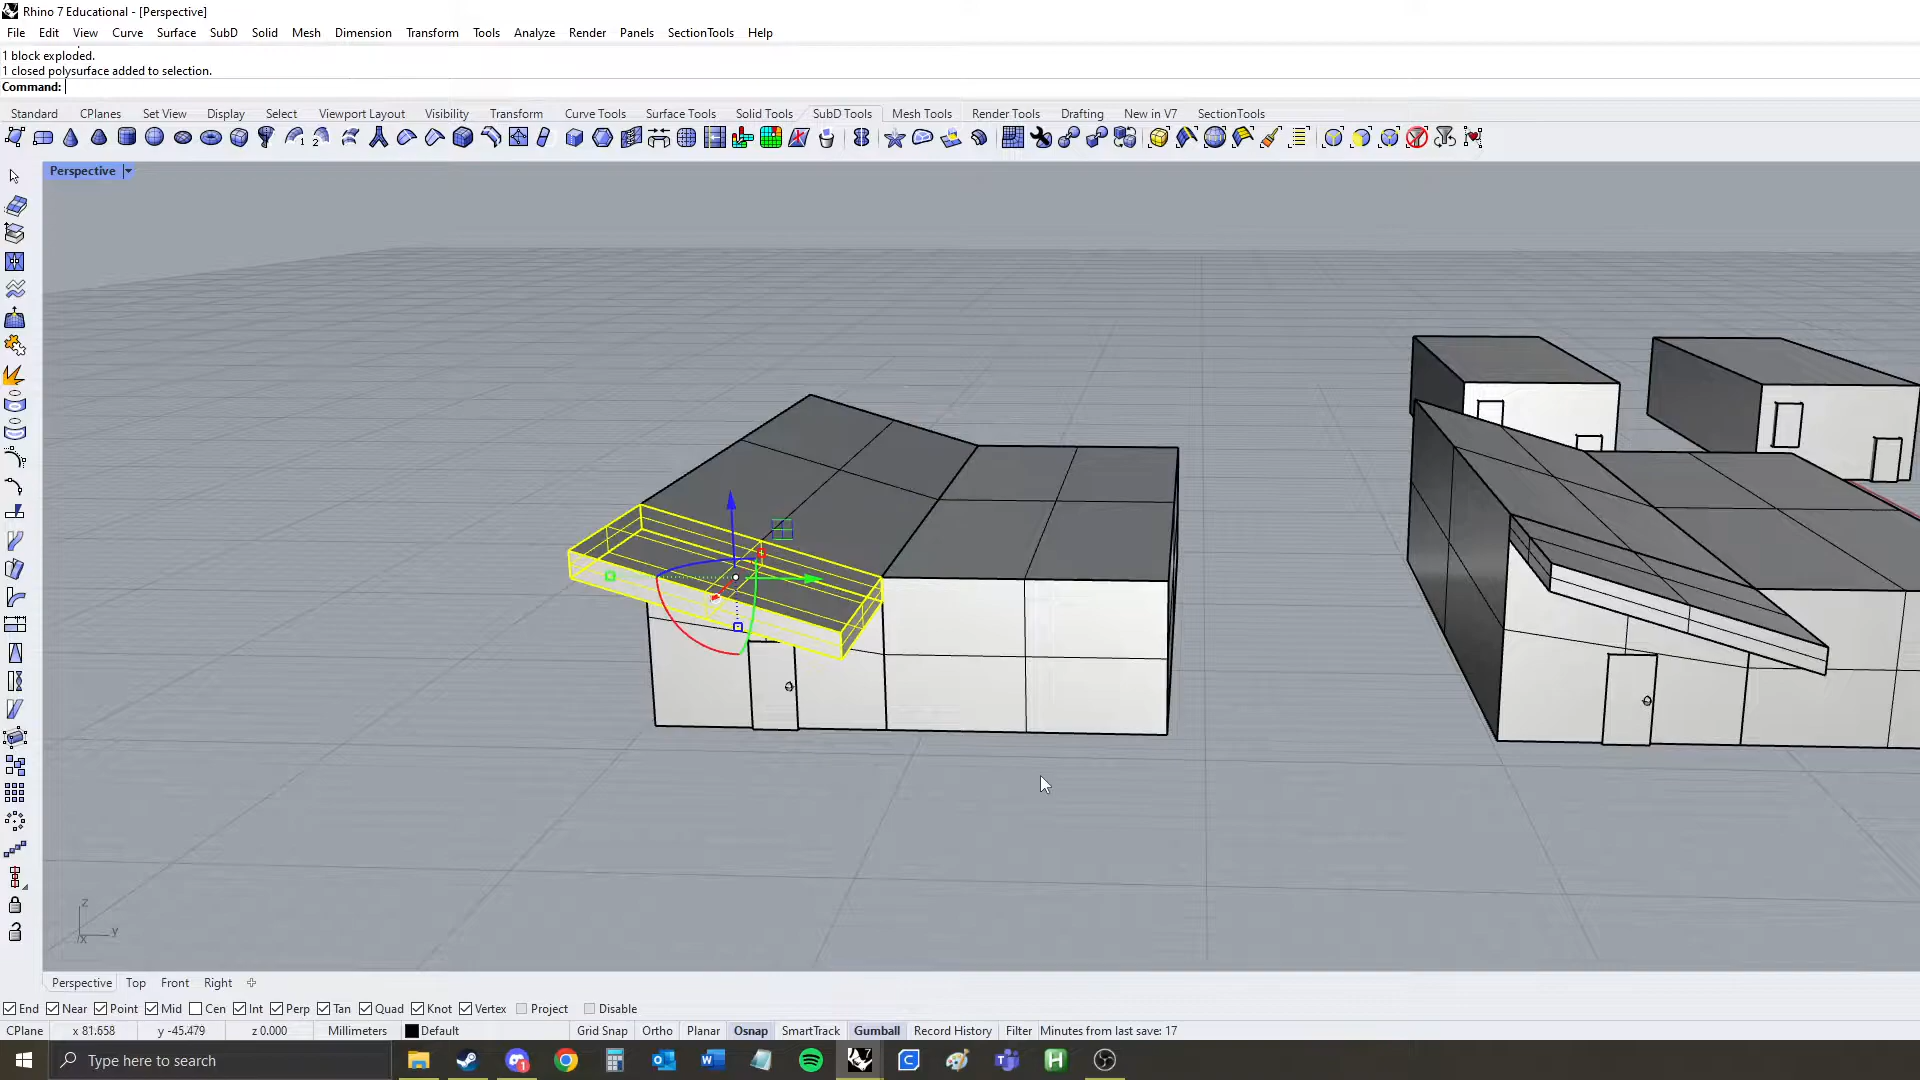 Rhino 7 Educational - [Perspective]
File Edit View Curve Surface SubD Solid Mesh Dimension Transform Tools Analyze Render Panels SectionTools Help
1 block exploded.
1 closed polysurface added to selection.
Command:
Standard CPlanes Set View Display Select Viewport Layout Visibility Transform Curve Tools Surface Tools Solid Tools SubD Tools Mesh Tools Render Tools Drafting New in V7 SectionTools
Perspective
z
x y
Perspective Top Front Right
End Near Point Mid Cen Int Perp Tan Quad Knot Vertex Project Disable
CPlane x 81.658 y -45.479 z 0.000 Millimeters Default Grid Snap Ortho Planar Osnap SmartTrack Gumball Record History Filter Minutes from last save: 17
Type here to search